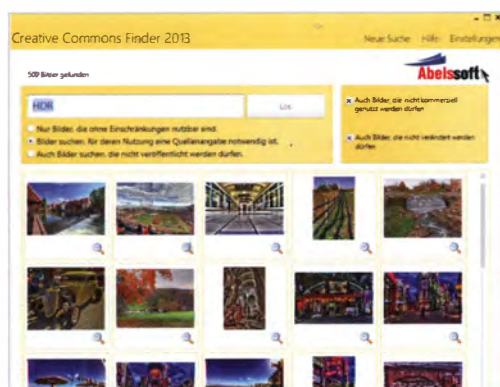 Creative Commons Finder 2013
Neue Suche Hilfe Einstellungen
500 Bilder gefunden
Abelssoft
HDR
Los
Nur Bilder, die ohne Einschränkungen nutzbar sind.
Bilder suchen, für deren Nutzung eine Quellenangabe notwendig ist.
Auch Bilder suchen, die nicht veröffentlicht werden dürfen.
Auch Bilder, die nicht kommerziell
genutzt werden dürfen
Auch Bilder, die nicht verändert werden
dürfen